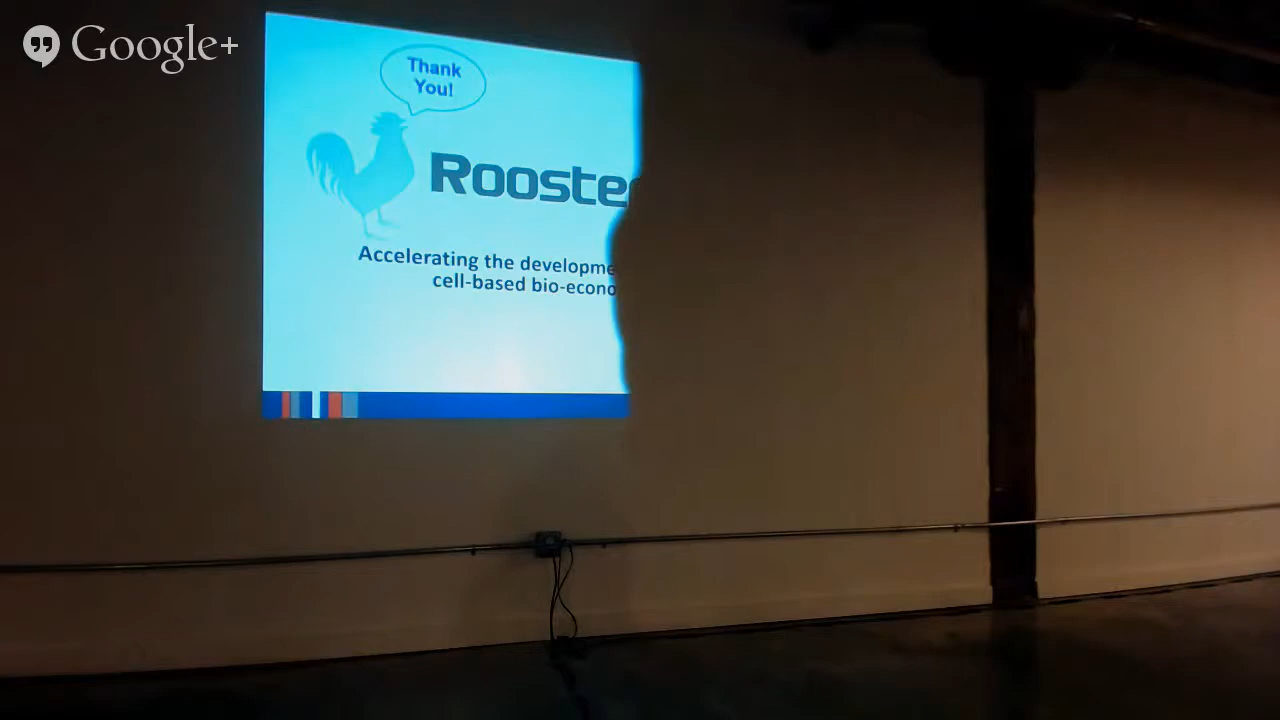 Google+
Thank
You!
Rooste
Accelerating the developme
cell-based bio-econo